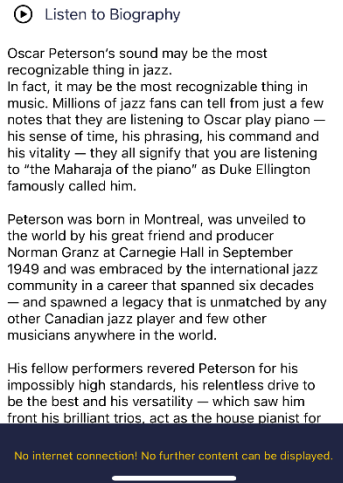 Listen to Biography
Oscar Peterson's sound may be the most
recognizable thing in jazz.
In fact, it may be the most recognizable thing in
music. Millions of jazz fans can tell from just a few
notes that they are listening to Oscar play piano —
his sense of time, his phrasing, his command and
his vitality — they all signify that you are listening
to “the Maharaja of the piano” as Duke Ellington
famously called him.
Peterson was born in Montreal, was unveiled to
the world by his great friend and producer
Norman Granz at Carnegie Hall in September
1949 and was embraced by the international jazz
community in a career that spanned six decades
— and spawned a legacy that is unmatched by any
other Canadian jazz player and few other
musicians anywhere in the world.
His fellow performers revered Peterson for his
impossibly high standards, his relentless drive to
be the best and his versatility — which saw him
front his brilliant trios, act as the house pianist for
No internet connection! No further content can be displayed.